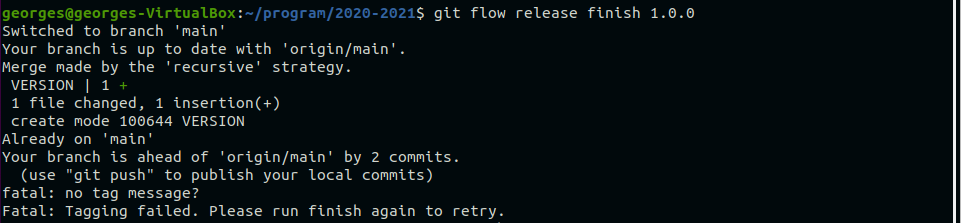 georges@georges-VirtualBox:~/program/2020-2021$ git flow release finish 1.0.0
Switched to branch 'main'
Your branch is up to date with 'origin/main'.
Merge made by the 'recursive' strategy.
 VERSION | 1 +
 1 file changed, 1 insertion(+)
 create mode 100644 VERSION
Already on 'main'
Your branch is ahead of 'origin/main' by 2 commits.
  (use "git push" to publish your local commits)
fatal: no tag message?
Fatal: Tagging failed. Please run finish again to retry.